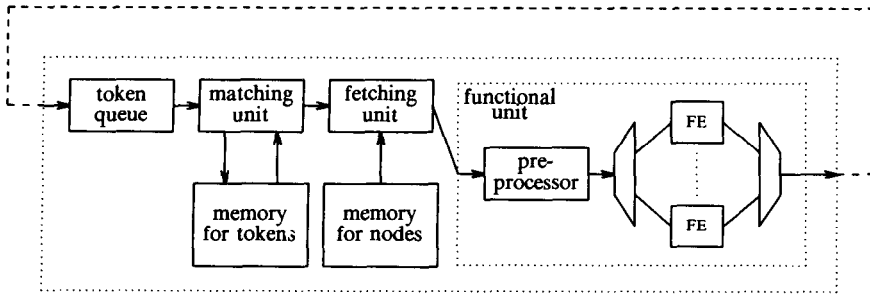 token
queue
matching
unit
fetching
unit
functional
unit
pre-
processor
FE
FE
memory
for tokens
memory
for nodes